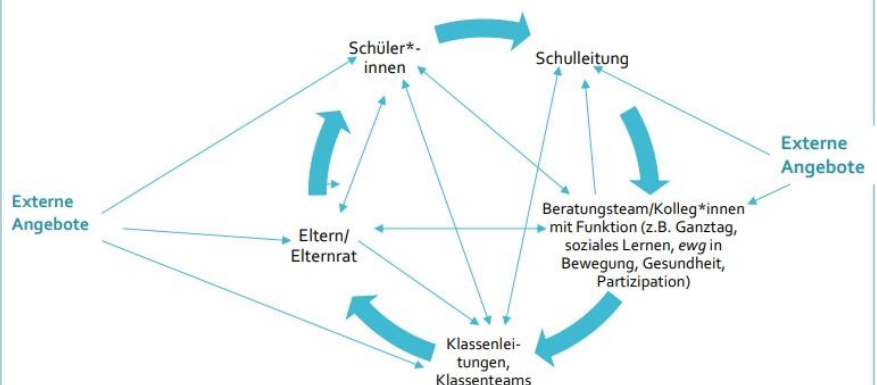 Schüler*-
innen
Schulleitung
Externe
Angebote
Externe
Angebote
Beratungsteam/Kolleg*innen
mit Funktion (z.B. Ganztag,
soziales Lernen, ewg in
Bewegung, Gesundheit,
Partizipation)
Eltern/
Elternrat
Klassenlei-
tungen,
Klassenteams